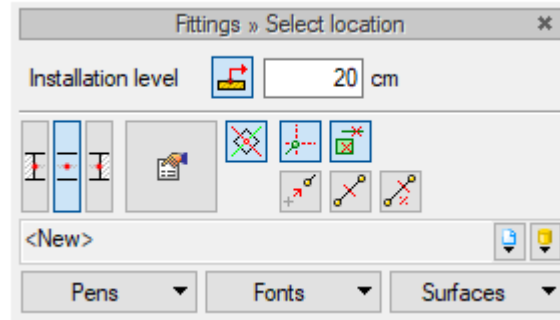 Fittings » Select location
Installation level 20 cm
<New>
Pens Fonts Surfaces